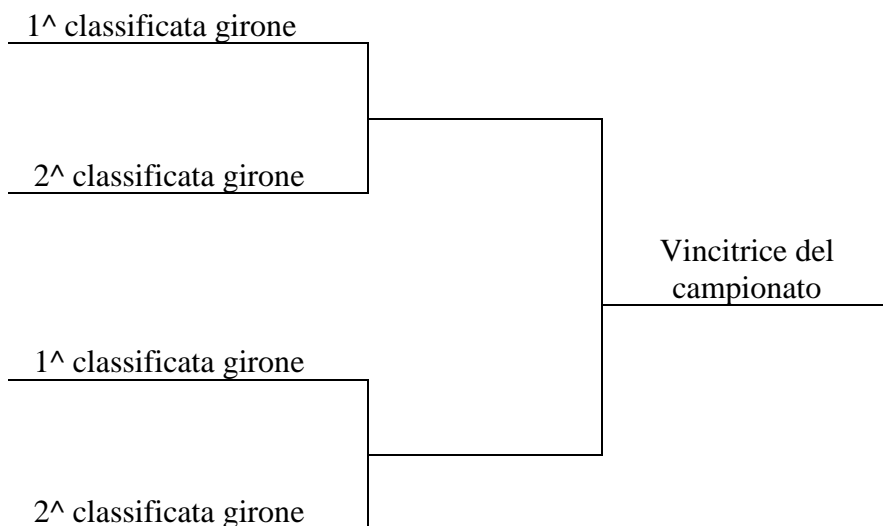 1^ classificata girone
2^ classificata girone
Vincitrice del
campionato
1^ classificata girone
2^ classificata girone